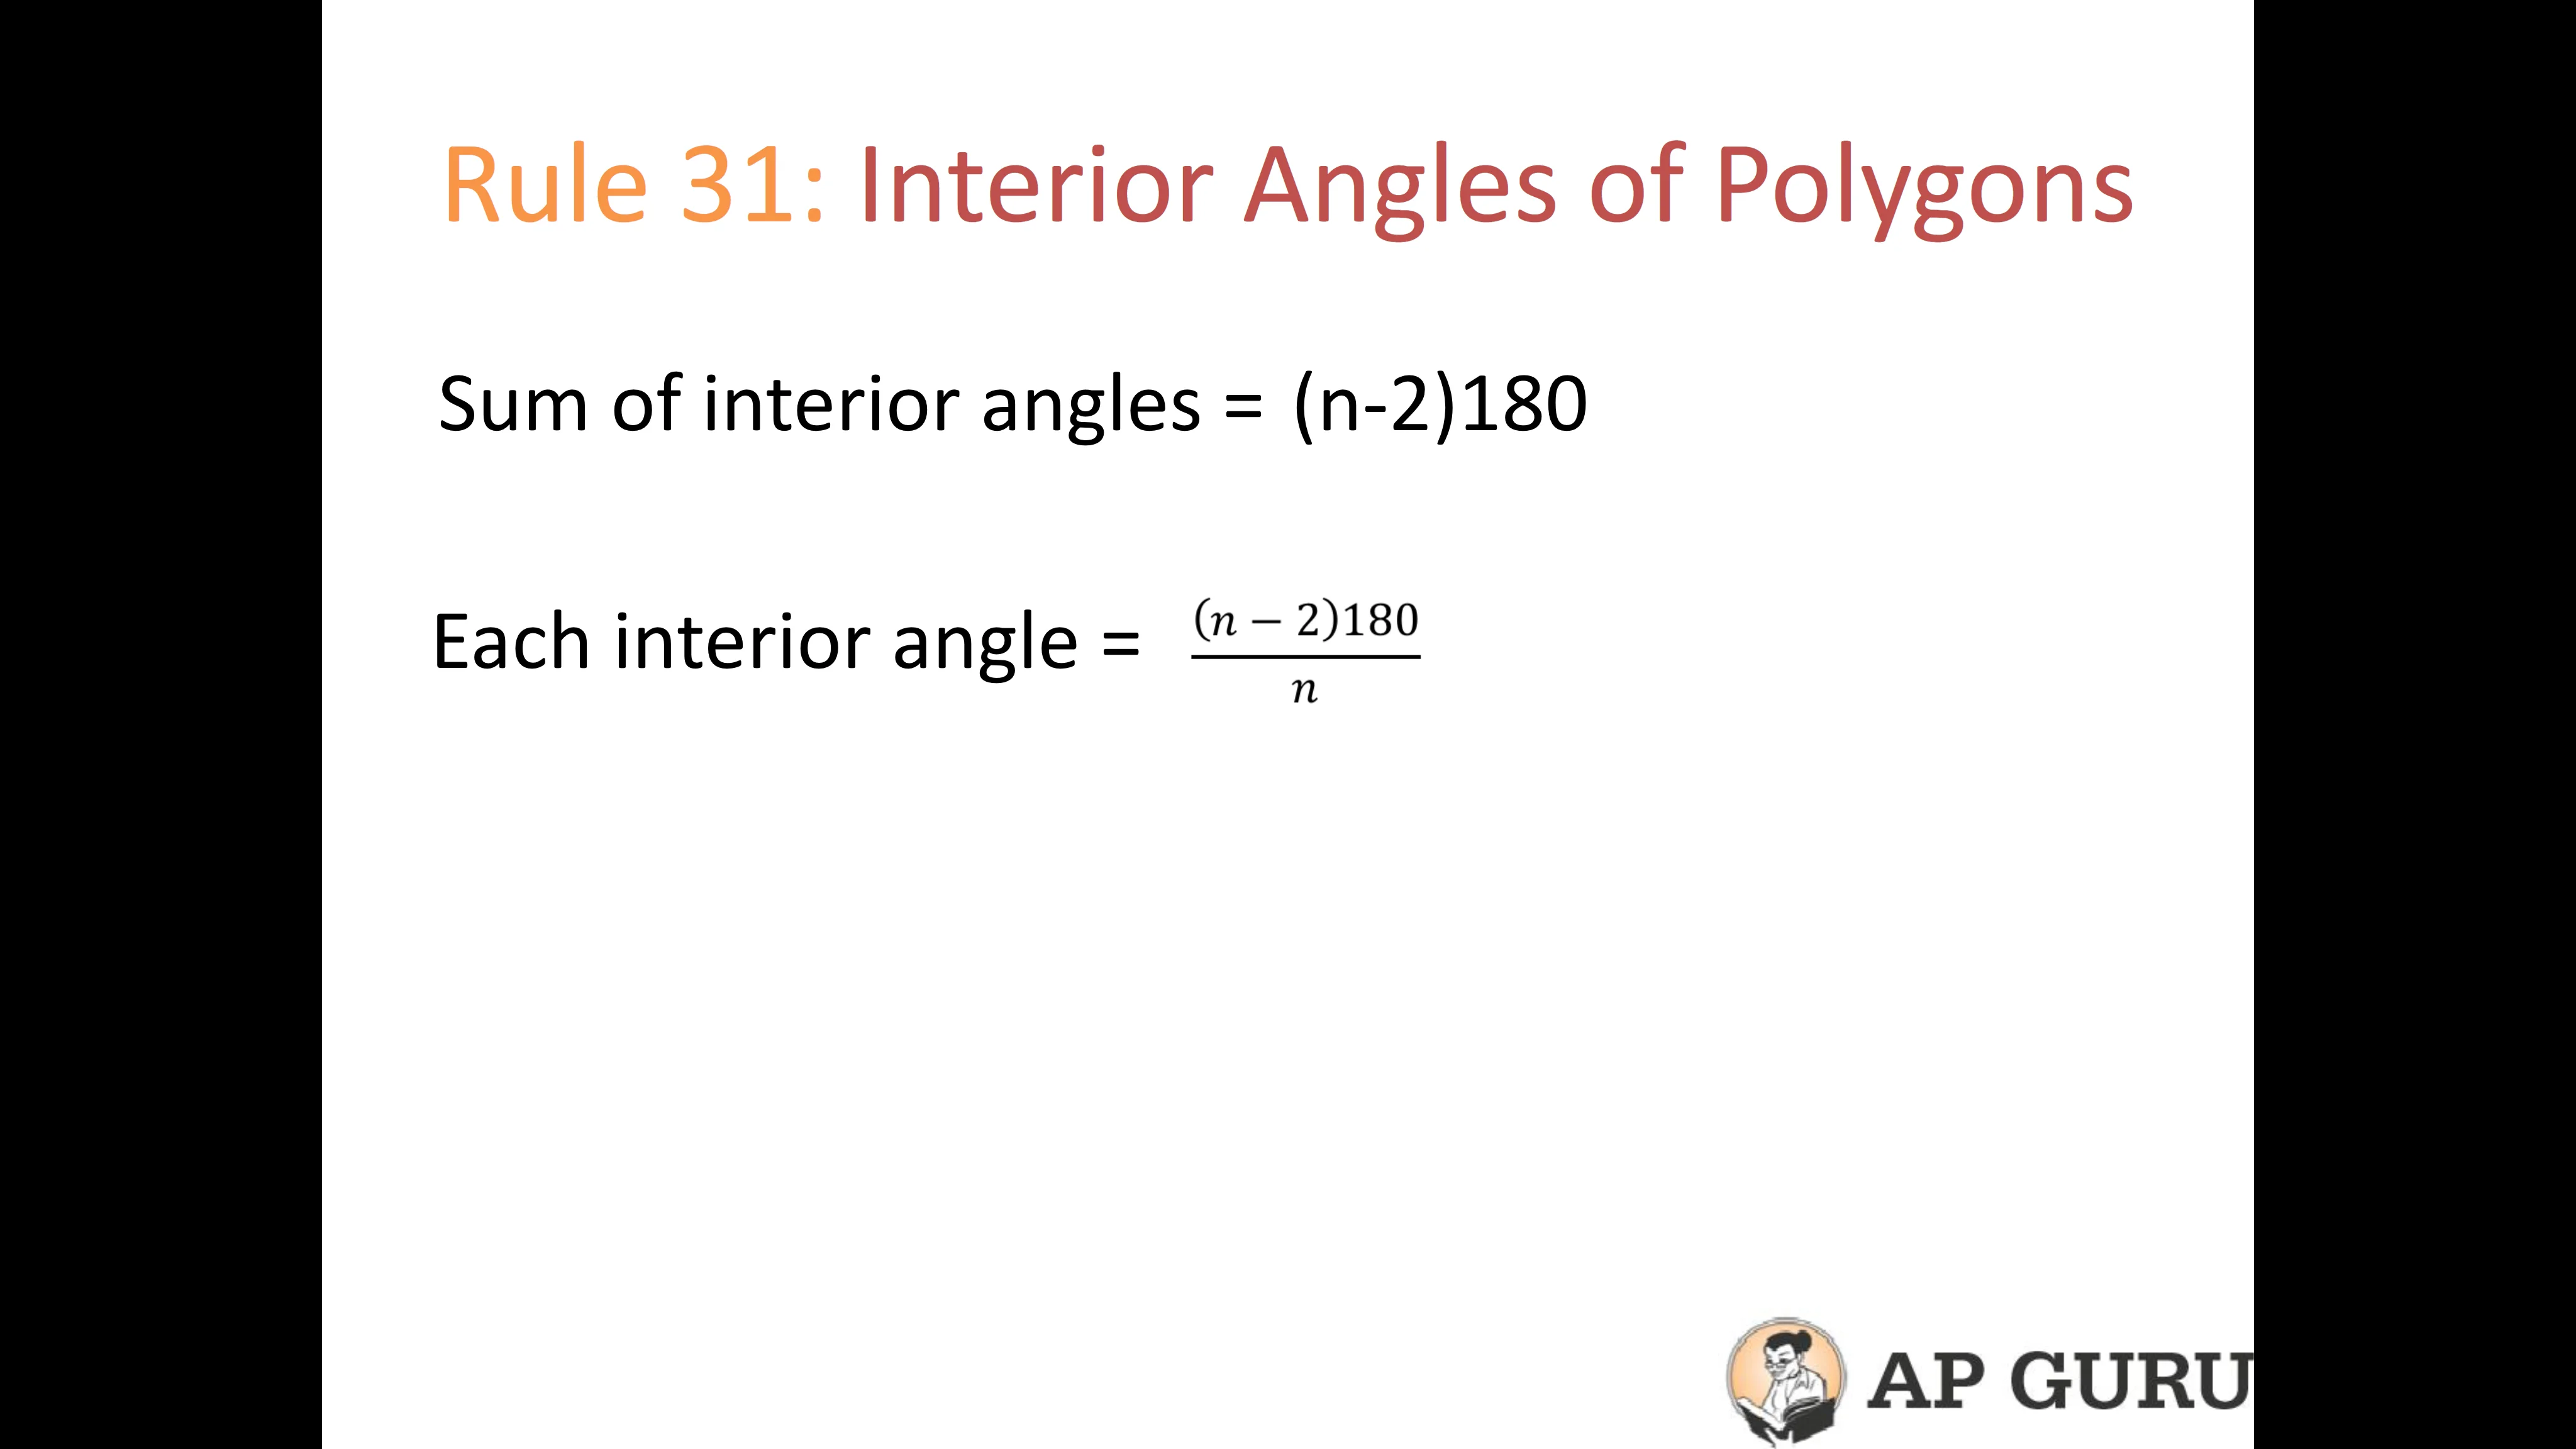 Rule 31: Interior Angles of Polygons
Sum of interior angles = (n-2)180
Each interior angle = (n − 2)180 / n
AP GURU